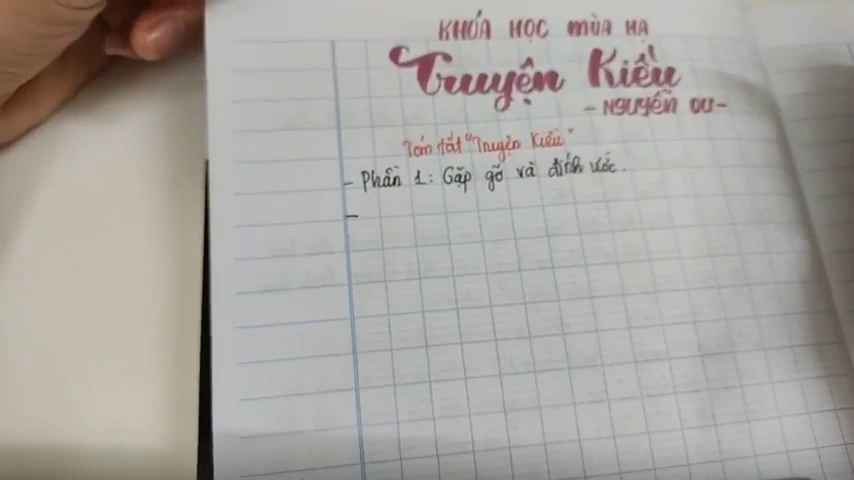 KHÓA HỌC MÙA HẠ
Truyện Kiều
- NGUYỄN DU -
Tóm tắt "Truyện Kiều"
- Phần 1: Gặp gỡ và đính ước.
-